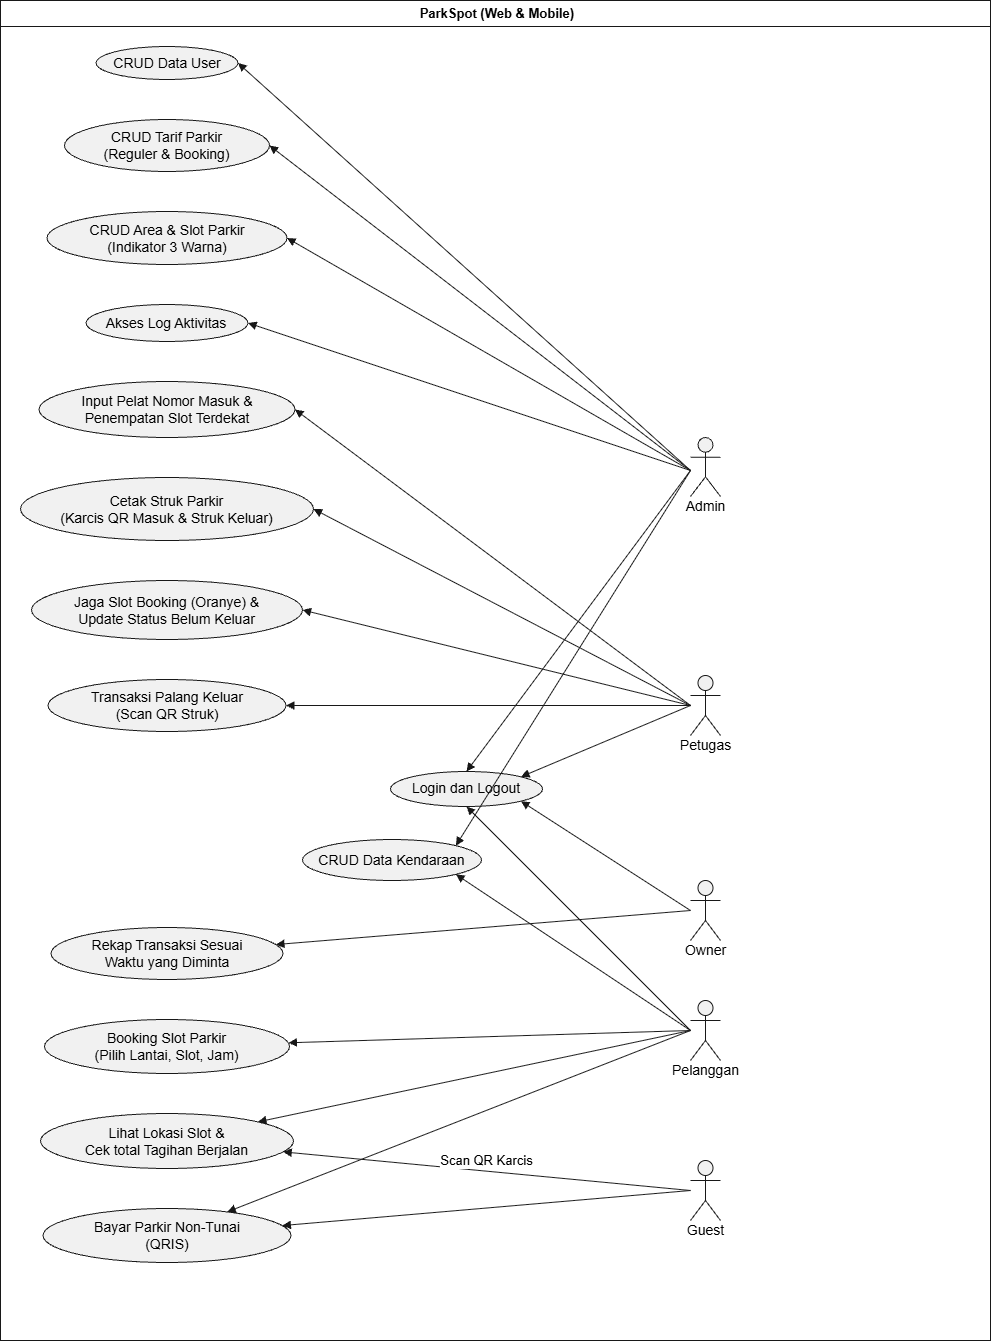 ParkSpot (Web & Mobile)
CRUD Data User
CRUD Tarif Parkir
(Reguler & Booking)
CRUD Area & Slot Parkir
(Indikator 3 Warna)
Akses Log Aktivitas
Input Pelat Nomor Masuk &
Penempatan Slot Terdekat
Admin
Cetak Struk Parkir
(Karcis QR Masuk & Struk Keluar)
Jaga Slot Booking (Oranye) &
Update Status Belum Keluar
Transaksi Palang Keluar
(Scan QR Struk)
Petugas
Login dan Logout
CRUD Data Kendaraan
Rekap Transaksi Sesuai
Waktu yang Diminta
Owner
Booking Slot Parkir
(Pilih Lantai, Slot, Jam)
Pelanggan
Lihat Lokasi Slot &
Cek total Tagihan Berjalan
Scan QR Karcis
Bayar Parkir Non-Tunai
(QRIS)
Guest